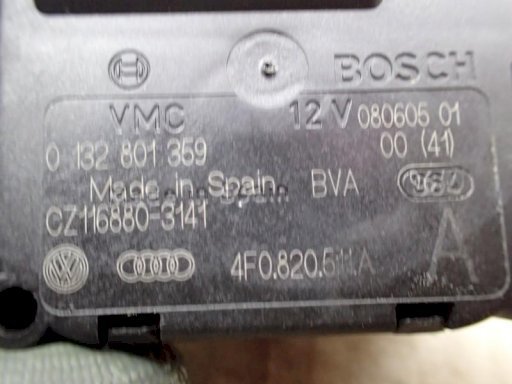 BOSCH
VMC 12 V 080605 01
0 132 801 359 00 (41)
Made in Spain BVA
CZ116880-3141
4F0.820.511A
A